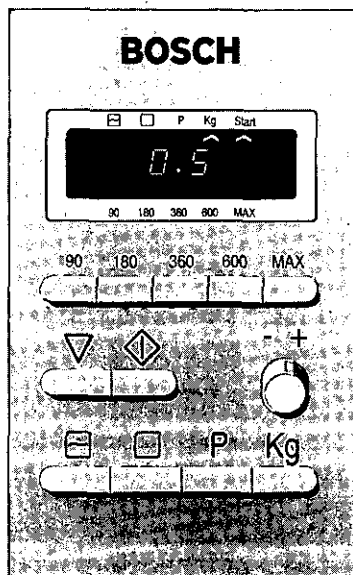 BOSCH
P Kg Start
0.5
90 180 360 600 MAX
90 180 360 600 MAX
- +
P Kg